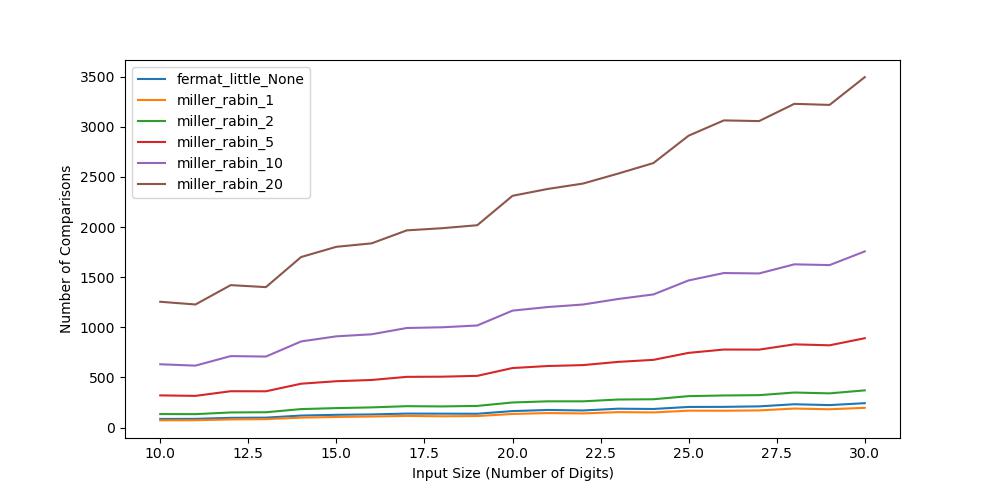 3500
3000
2500
2000
1500
1000
500
0
Number of Comparisons
fermat_little_None
miller_rabin_1
miller_rabin_2
miller_rabin_5
miller_rabin_10
miller_rabin_20
10.0 12.5 15.0 17.5 20.0 22.5 25.0 27.5 30.0
Input Size (Number of Digits)